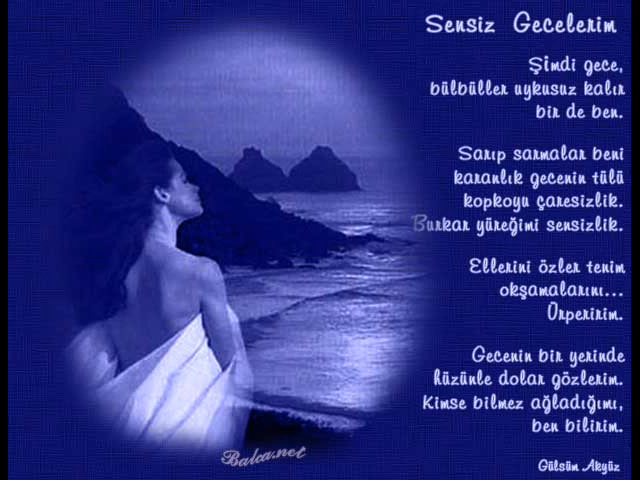 Sensiz Gecelerim
Şimdi gece,
bülbüller uykusuz kalır
bir de ben.
Sarıp sarmalar beni
karanlık gecenin tülü
kopkoyu çaresizlik.
Burkar yüreğimi sensizlik.
Ellerini özler tenim
okşamalarını...
Ürperirim.
Gecenin bir yerinde
hüzünle dolar gözlerim.
Kimse bilmez ağladığımı,
ben bilirim.
Gülsün Akyüz
Balca.net